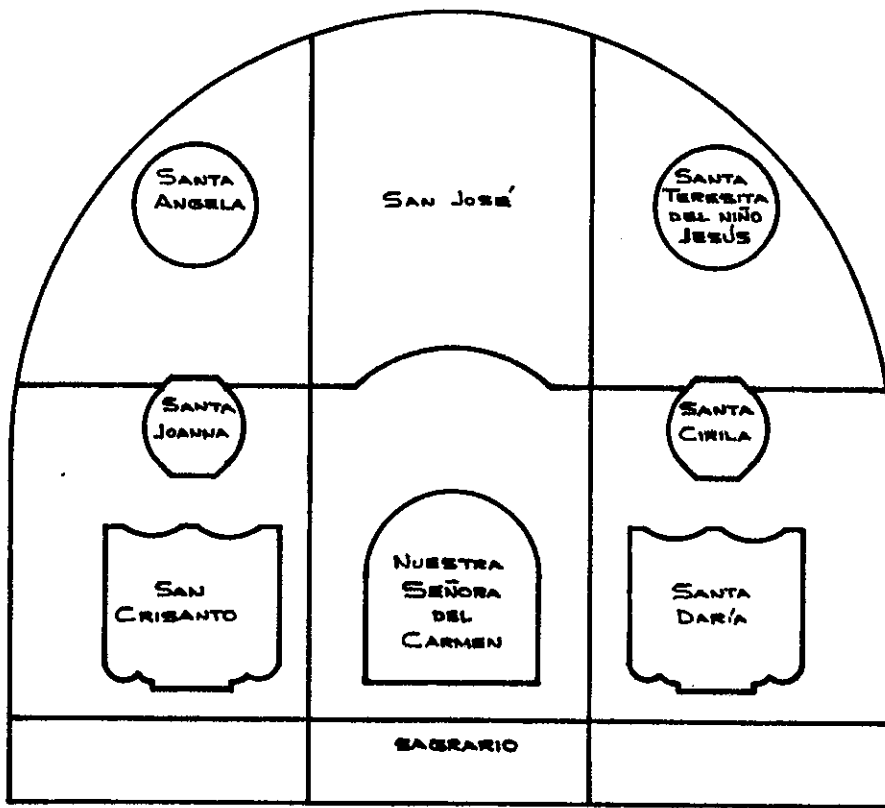 SANTA
ANGELA
SAN JOSÉ
SANTA
TERESITA
DEL NIÑO
JESÚS
SANTA
JOANNA
SANTA
CIRILA
SAN
CRISANTO
NUESTRA
SEÑORA
DEL
CARMEN
SANTA
DARÍA
SAGRARIO